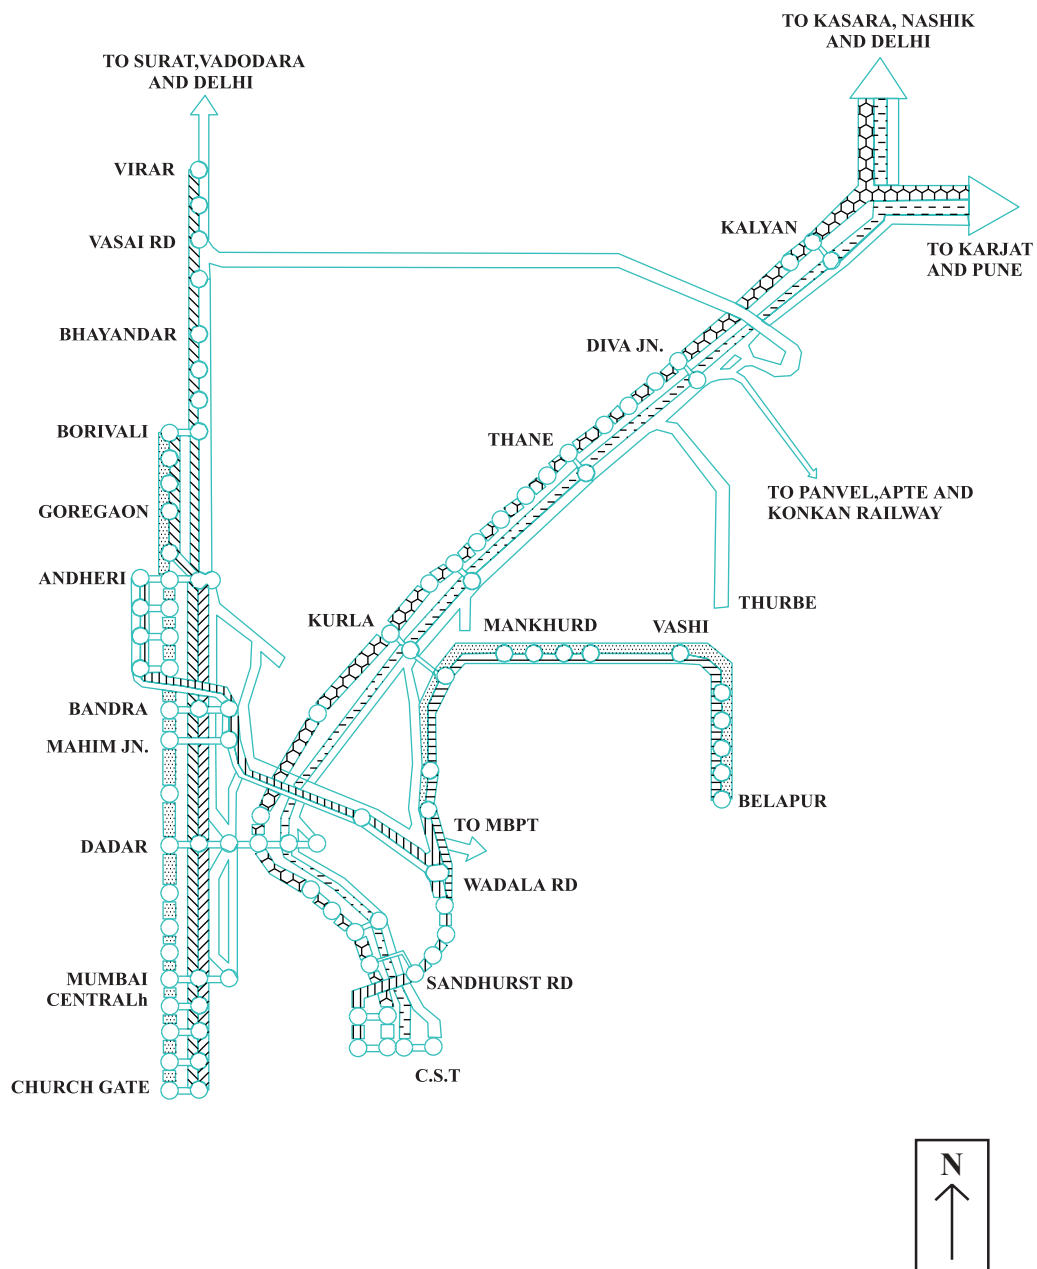 TO KASARA, NASHIK
AND DELHI
TO SURAT,VADODARA
AND DELHI
VIRAR
KALYAN
VASAI RD
TO KARJAT
AND PUNE
BHAYANDAR
DIVA JN.
BORIVALI
THANE
TO PANVEL,APTE AND
KONKAN RAILWAY
GOREGAON
ANDHERI
THURBE
KURLA
MANKHURD
VASHI
BANDRA
MAHIM JN.
BELAPUR
TO MBPT
DADAR
WADALA RD
MUMBAI
CENTRALh
SANDHURST RD
C.S.T
CHURCH GATE
N